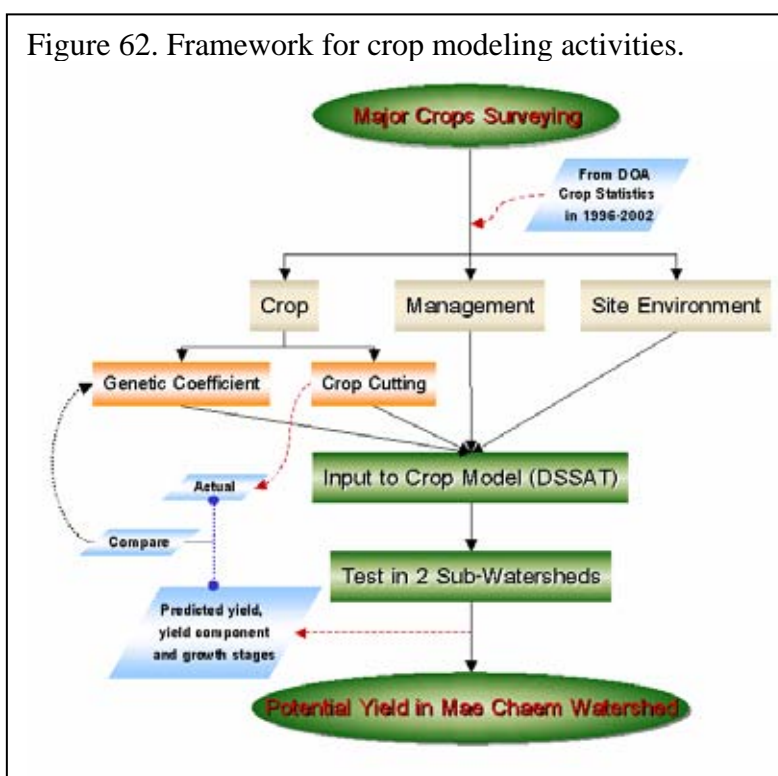 Figure 62. Framework for crop modeling activities.
Major Crops Surveying
From DOA
Crop Statistics
in 1996-2002
Crop
Management
Site Environment
Genetic Coefficient
Crop Cutting
Input to Crop Model (DSSAT)
Actual
Compare
Test in 2 Sub-Watersheds
Predicted yield,
yield component
and growth stages
Potential Yield in Mae Chaem Watershed